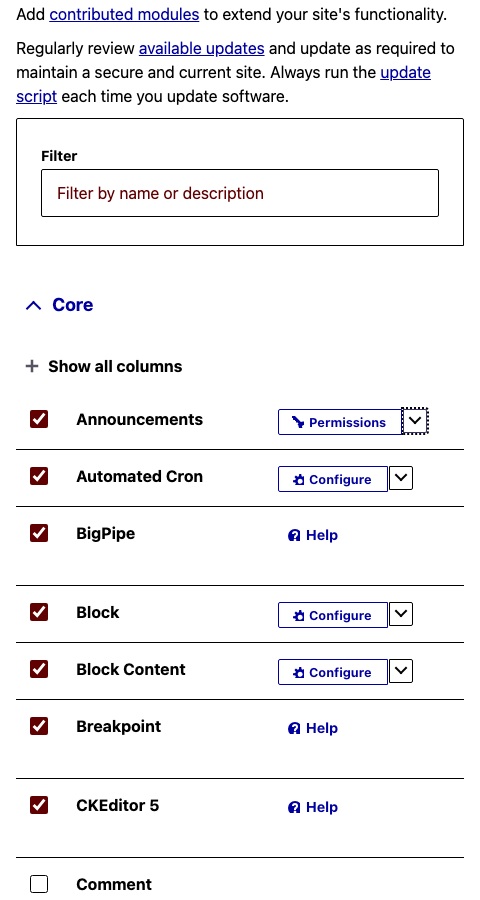 Add contributed modules to extend your site's functionality.
Regularly review available updates and update as required to
maintain a secure and current site. Always run the update
script each time you update software.
Filter
Filter by name or description
Core
Show all columns
Announcements Permissions
Automated Cron Configure
BigPipe Help
Block Configure
Block Content Configure
Breakpoint Help
CKEditor 5 Help
Comment